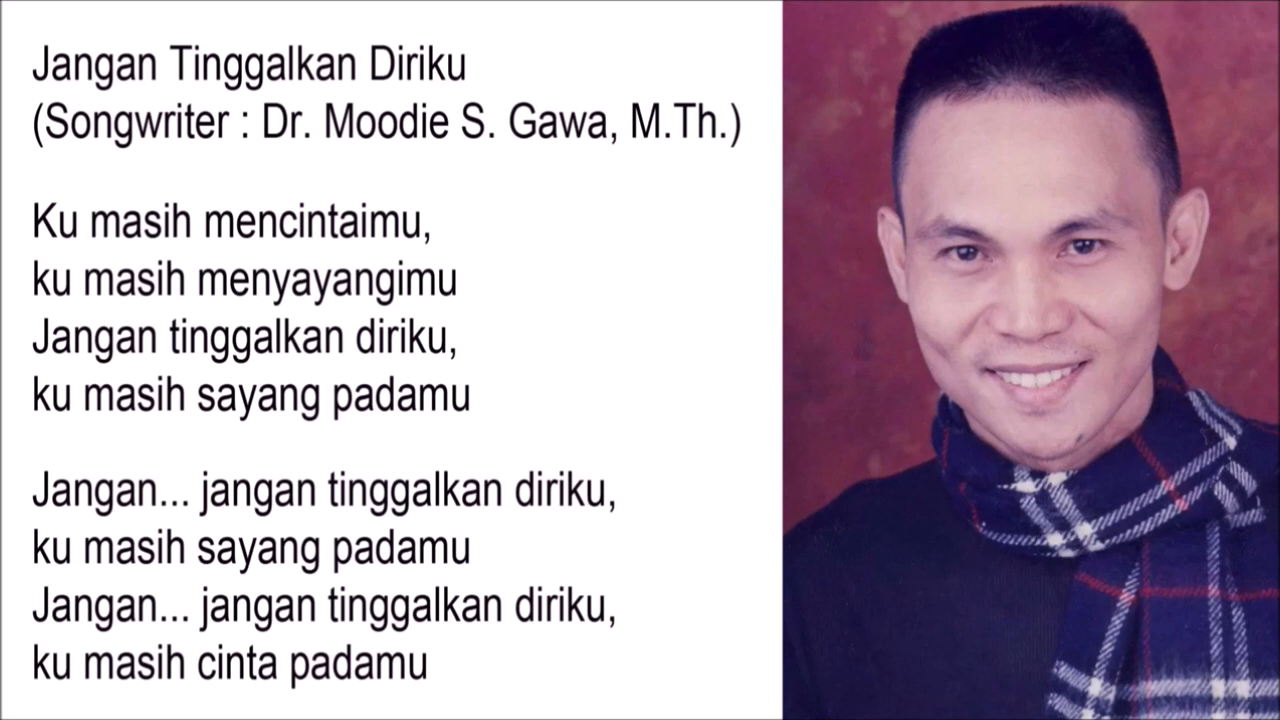 Jangan Tinggalkan Diriku
(Songwriter : Dr. Moodie S. Gawa, M.Th.)
Ku masih mencintaimu,
ku masih menyayangimu
Jangan tinggalkan diriku,
ku masih sayang padamu
Jangan... jangan tinggalkan diriku,
ku masih sayang padamu
Jangan... jangan tinggalkan diriku,
ku masih cinta padamu